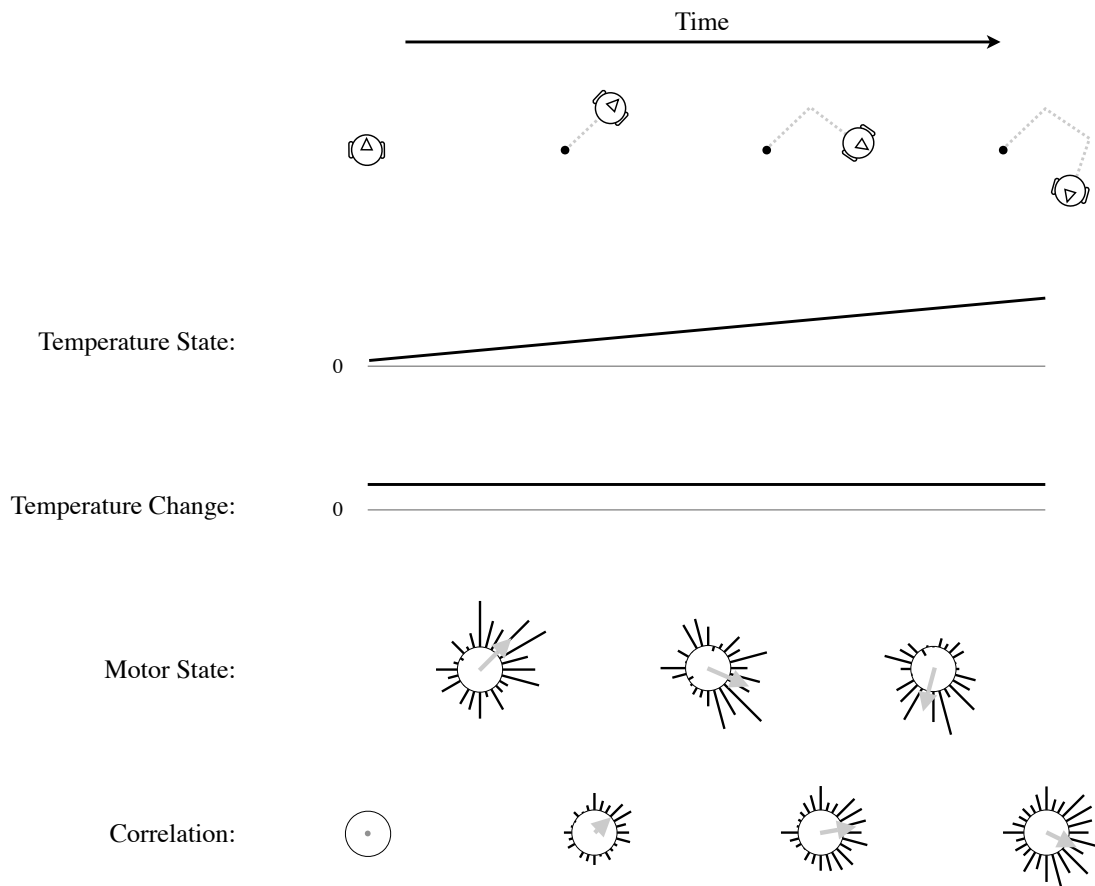 Time
Temperature State:
0
Temperature Change:
0
Motor State:
Correlation: